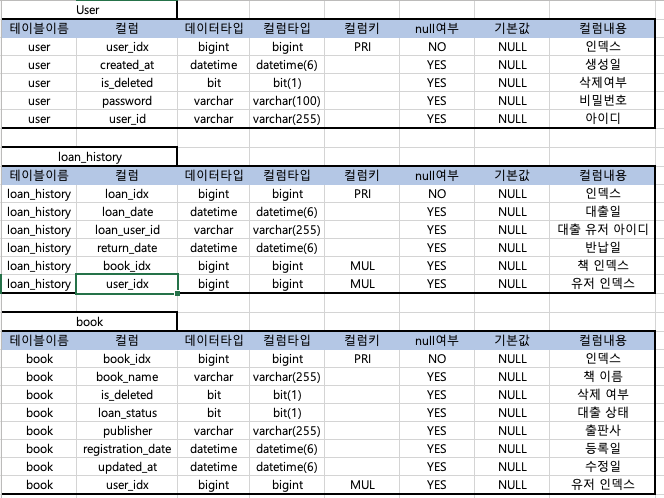 User
테이블이름 컬럼 데이터타입 컬럼타입 컬럼키 null여부 기본값 컬럼내용
user user_idx bigint bigint PRI NO NULL 인덱스
user created_at datetime datetime(6) YES NULL 생성일
user is_deleted bit bit(1) YES NULL 삭제여부
user password varchar varchar(100) YES NULL 비밀번호
user user_id varchar varchar(255) YES NULL 아이디
loan_history
테이블이름 컬럼 데이터타입 컬럼타입 컬럼키 null여부 기본값 컬럼내용
loan_history loan_idx bigint bigint PRI NO NULL 인덱스
loan_history loan_date datetime datetime(6) YES NULL 대출일
loan_history loan_user_id varchar varchar(255) YES NULL 대출 유저 아이디
loan_history return_date datetime datetime(6) YES NULL 반납일
loan_history book_idx bigint bigint MUL YES NULL 책 인덱스
loan_history user_idx bigint bigint MUL YES NULL 유저 인덱스
book
테이블이름 컬럼 데이터타입 컬럼타입 컬럼키 null여부 기본값 컬럼내용
book book_idx bigint bigint PRI NO NULL 인덱스
book book_name varchar varchar(255) YES NULL 책 이름
book is_deleted bit bit(1) YES NULL 삭제 여부
book loan_status bit bit(1) YES NULL 대출 상태
book publisher varchar varchar(255) YES NULL 출판사
book registration_date datetime datetime(6) YES NULL 등록일
book updated_at datetime datetime(6) YES NULL 수정일
book user_idx bigint bigint MUL YES NULL 유저 인덱스